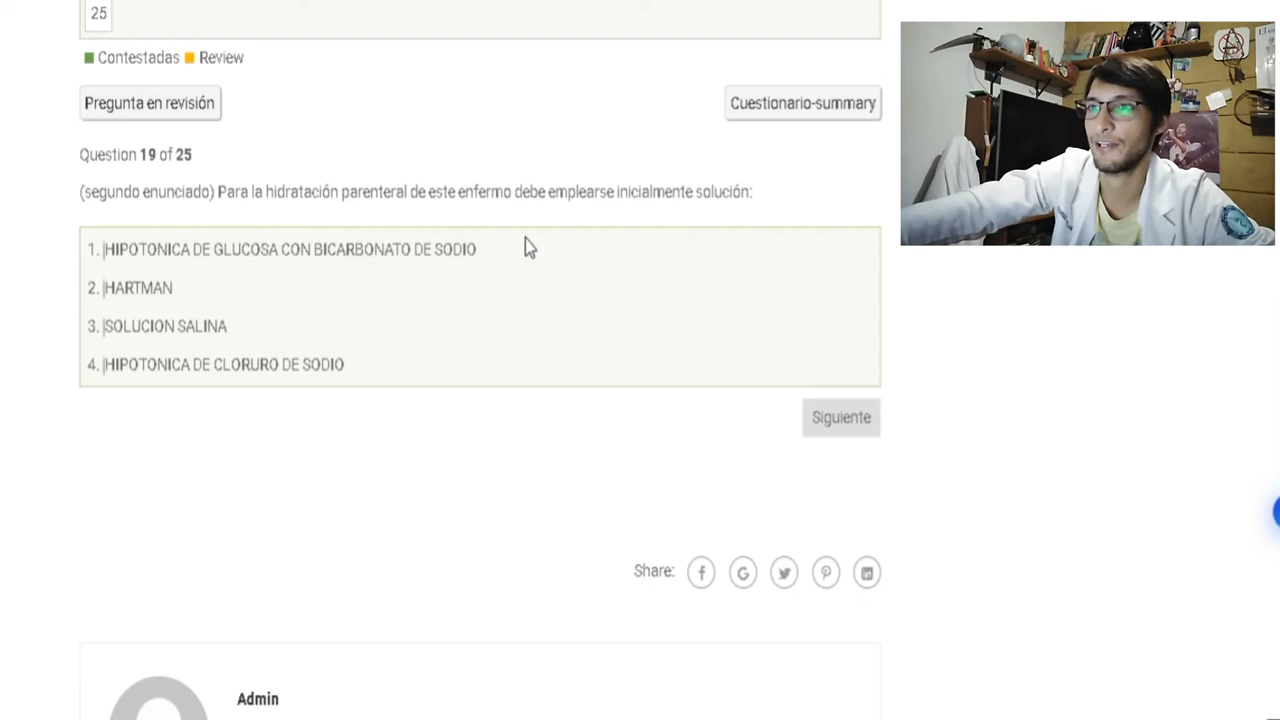 25
Contestadas Review
Pregunta en revisión
Cuestionario-summary
Question 19 of 25
(segundo enunciado) Para la hidratación parenteral de este enfermo debe emplearse inicialmente solución:
1. HIPOTONICA DE GLUCOSA CON BICARBONATO DE SODIO
2. HARTMAN
3. SOLUCION SALINA
4. HIPOTONICA DE CLORURO DE SODIO
Siguiente
Share:
Admin